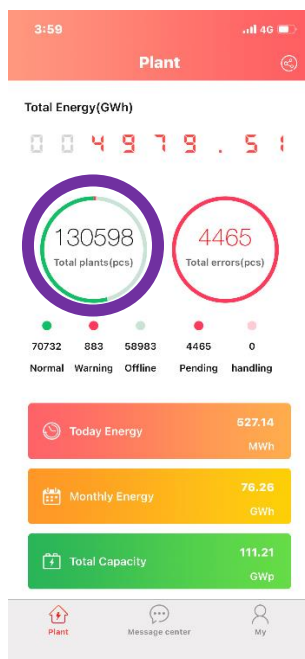 3:59 4G
Plant
Total Energy(GWh)
004979.51
130598 4465
Total plants(pcs) Total errors(pcs)
70732 883 58983 4465 0
Normal Warning Offline Pending handling
Today Energy 527.14 MWh
Monthly Energy 76.26 GWh
Total Capacity 111.21 GWp
Plant Message center My